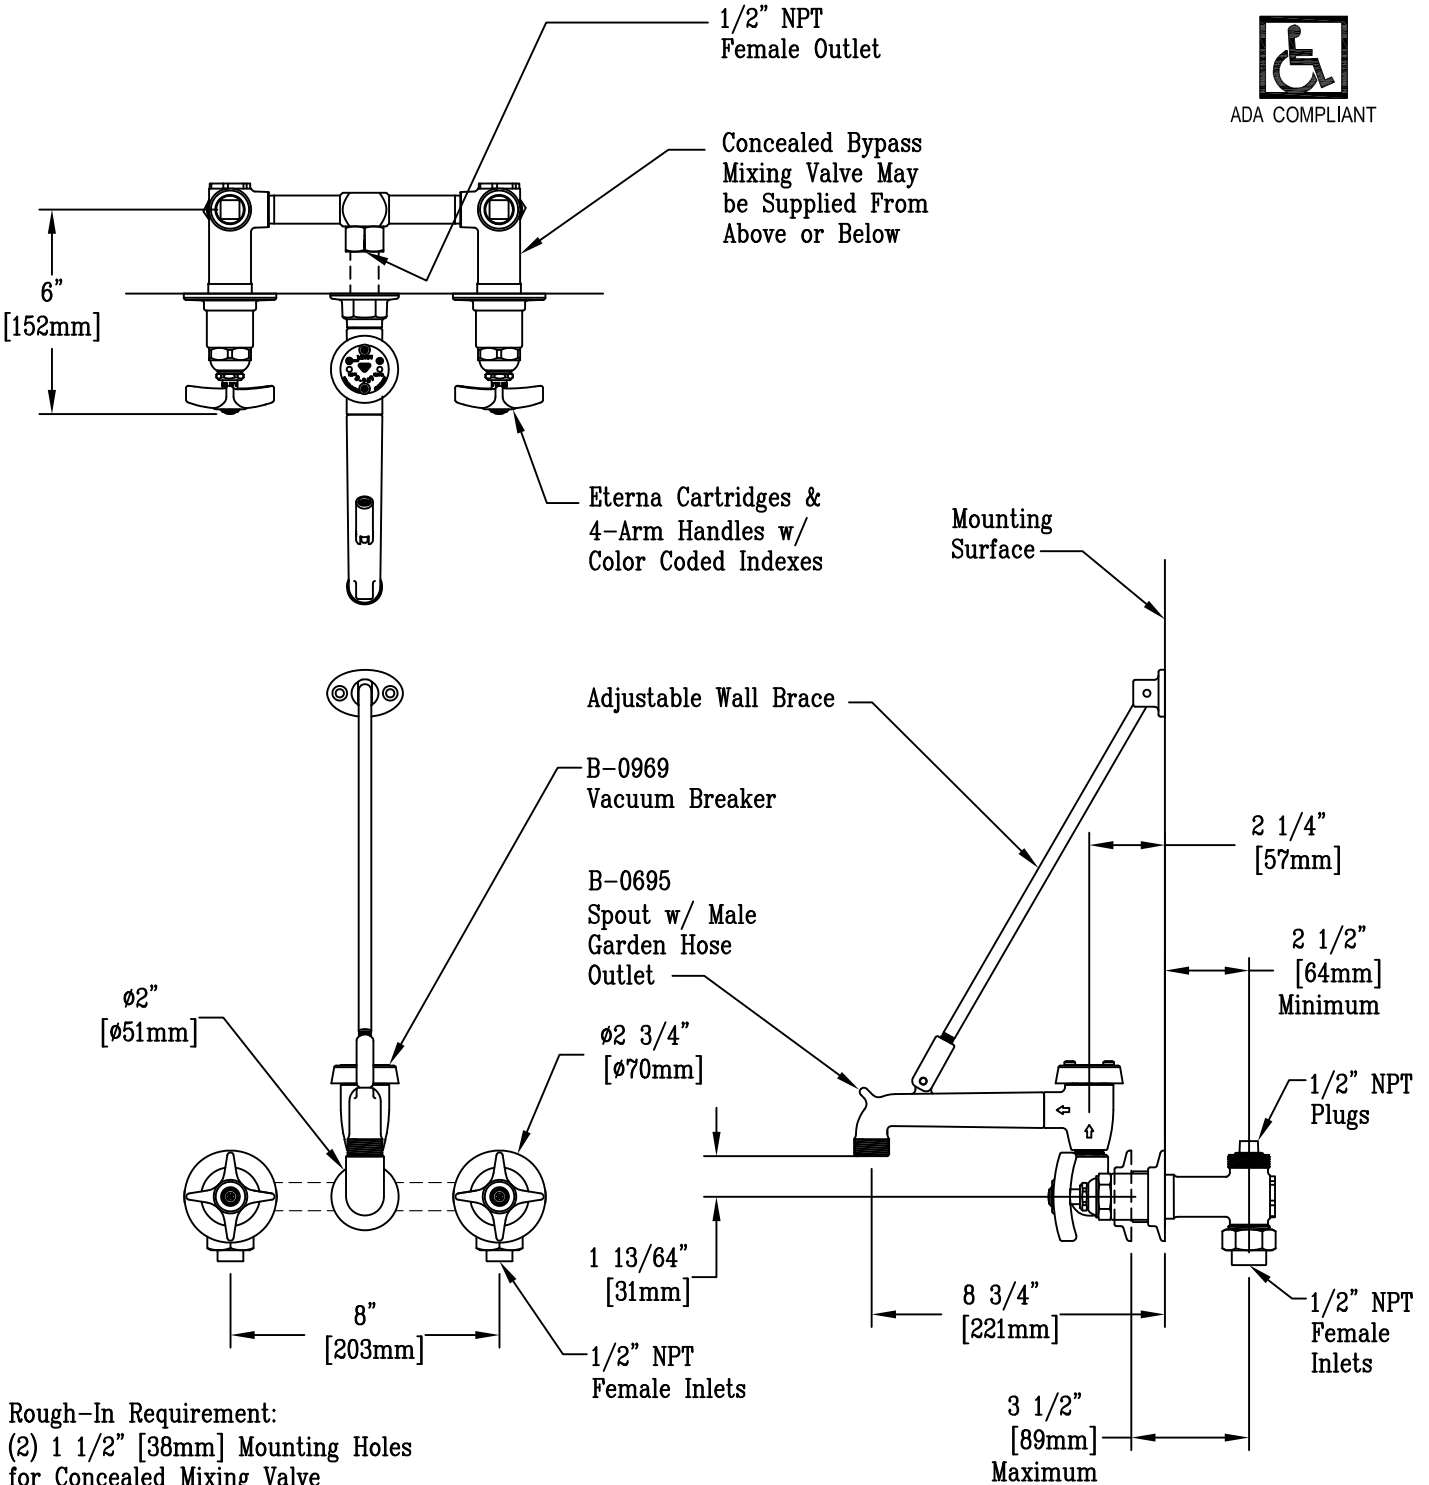 1/2” NPT
Female Outlet
ADA COMPLIANT
Concealed Bypass
Mixing Valve May
be Supplied From
Above or Below
6”
[152mm]
Eterna Cartridges &
4-Arm Handles w/
Color Coded Indexes
Mounting
Surface
Adjustable Wall Brace
B-0969
Vacuum Breaker
2 1/4”
[57mm]
B-0695
Spout w/ Male
Garden Hose
Outlet
2 1/2”
[64mm]
Minimum
ø2”
[ø51mm]
ø2 3/4”
[ø70mm]
1/2” NPT
Plugs
1 13/64”
[31mm]
8 3/4”
[221mm]
1/2” NPT
Female
Inlets
8”
[203mm]
1/2” NPT
Female Inlets
3 1/2”
[89mm]
Maximum
Rough-In Requirement:
(2) 1 1/2” [38mm] Mounting Holes
for Concealed Mixing Valve